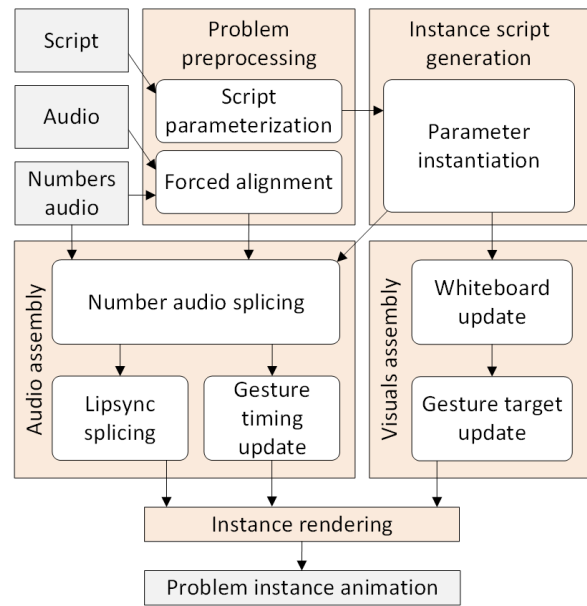 Script
Problem
preprocessing
Instance script
generation
Script
parameterization
Audio
Parameter
instantiation
Forced alignment
Numbers
audio
Audio assembly
Number audio splicing
Lipsync
splicing
Gesture
timing
update
Visuals assembly
Whiteboard
update
Gesture target
update
Instance rendering
Problem instance animation